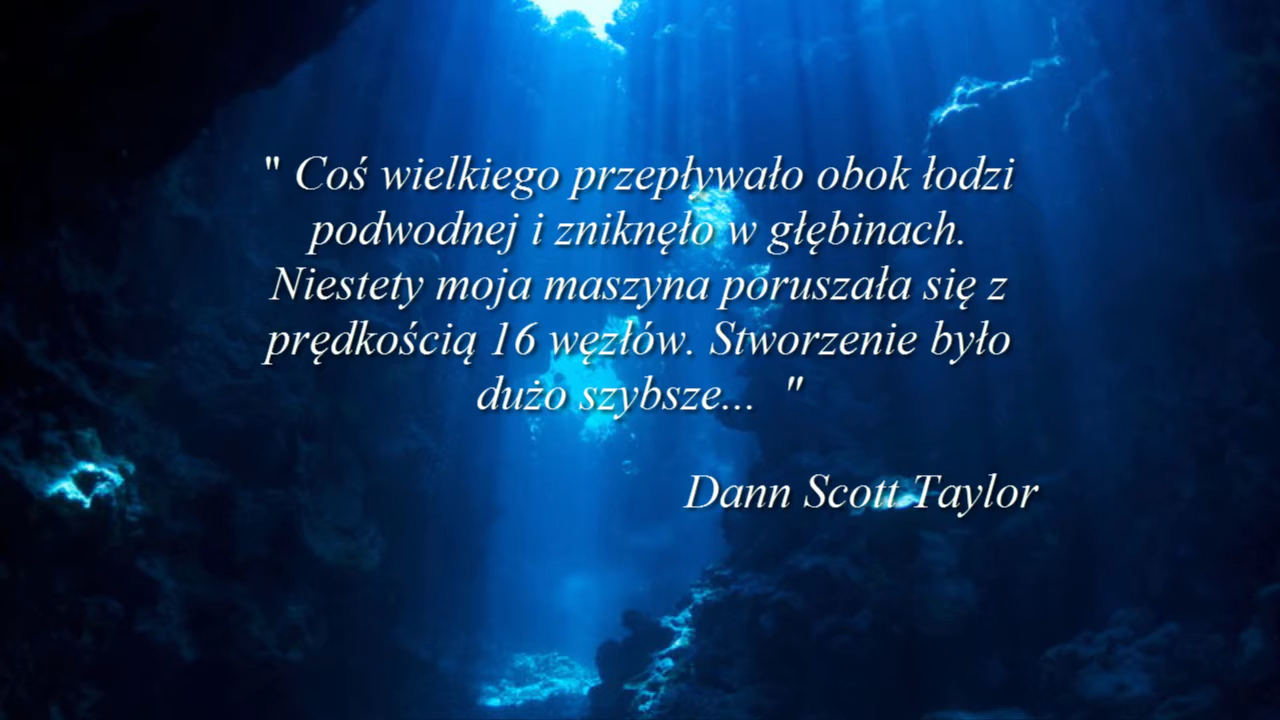 " Coś wielkiego przepływało obok łodzi
podwodnej i zniknęło w głębinach.
Niestety moja maszyna poruszała się z
prędkością 16 węzłów. Stworzenie było
dużo szybsze... "
Dann Scott Taylor